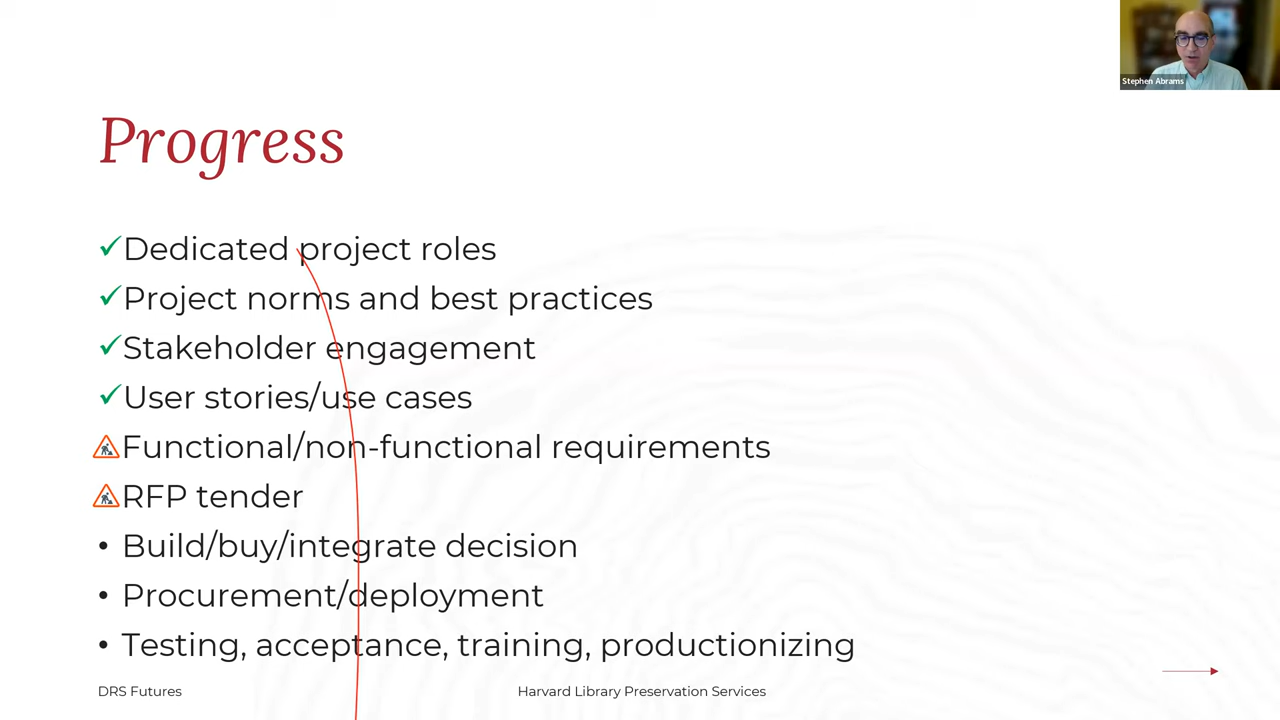 Stephen Abrams
Progress
✓Dedicated project roles
✓Project norms and best practices
✓Stakeholder engagement
✓User stories/use cases
Functional/non-functional requirements
RFP tender
• Build/buy/integrate decision
• Procurement/deployment
• Testing, acceptance, training, productionizing
DRS Futures
Harvard Library Preservation Services